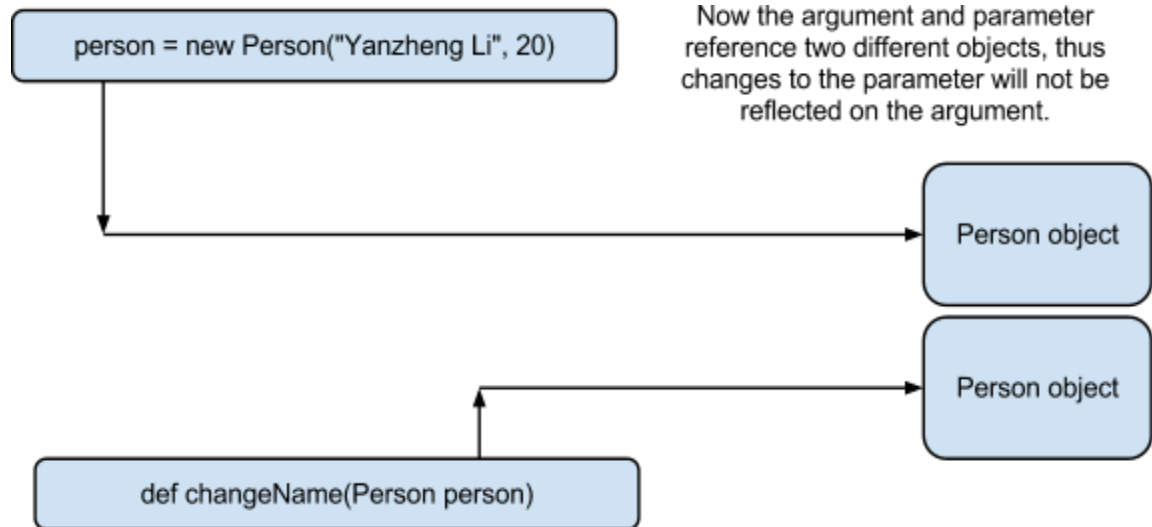 person = new Person("Yanzheng Li", 20)
Now the argument and parameter
reference two different objects, thus
changes to the parameter will not be
reflected on the argument.
Person object
Person object
def changeName(Person person)